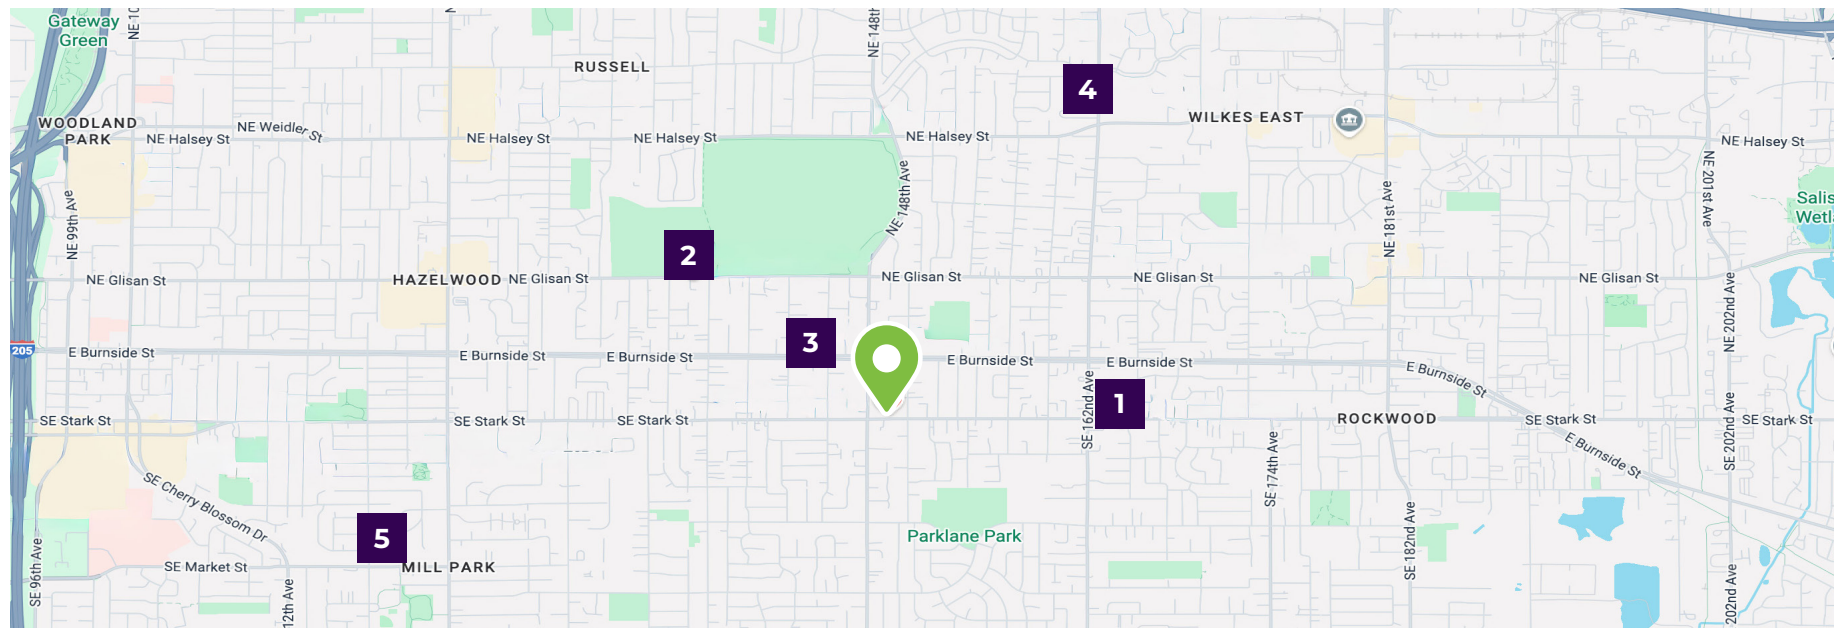 Gateway
Green
NE 10
NE 148th
RUSSELL
4
WOODLAND
PARK
NE Weidler St
NE Halsey St
NE Halsey St
NE Halsey St
NE Halsey St
WILKES EAST
NE Halsey St
NE 99th Ave
NE 148th Ave
NE 181st Ave
NE 201st Ave
Salis
Wetl
2
NE Glisan St
HAZELWOOD
NE Glisan St
NE Glisan St
NE Glisan St
NE Glisan St
NE 202nd Ave
3
205
E Burnside St
E Burnside St
E Burnside St
E Burnside St
E Burnside St
E Burnside St
1
SE 162nd Ave
SE Stark St
SE Stark St
SE Stark St
ROCKWOOD
SE Stark St
SE Stark St
E Burnside St
SE 202nd Ave
SE 174th Ave
SE Cherry Blossom Dr
5
Parklane Park
SE 182nd Ave
SE 96th Ave
SE Market St
MILL PARK
12th Ave
202nd Ave